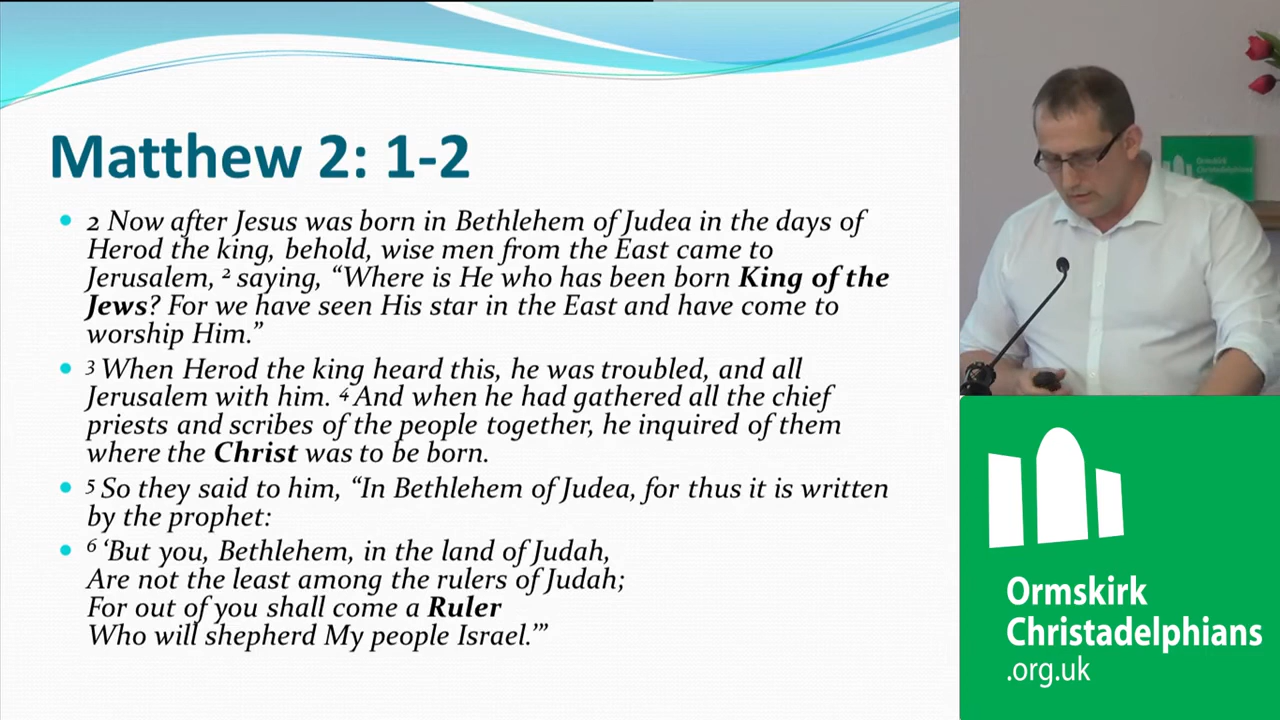 Matthew 2: 1-2
2 Now after Jesus was born in Bethlehem of Judea in the days of
Herod the king, behold, wise men from the East came to
Jerusalem, 2 saying, “Where is He who has been born King of the
Jews? For we have seen His star in the East and have come to
worship Him.”
3 When Herod the king heard this, he was troubled, and all
Jerusalem with him. 4 And when he had gathered all the chief
priests and scribes of the people together, he inquired of them
where the Christ was to be born.
5 So they said to him, “In Bethlehem of Judea, for thus it is written
by the prophet:
6 ‘But you, Bethlehem, in the land of Judah,
Are not the least among the rulers of Judah;
For out of you shall come a Ruler
Who will shepherd My people Israel.’”
Ormskirk
Christadelphians
Ormskirk
Christadelphians
.org.uk